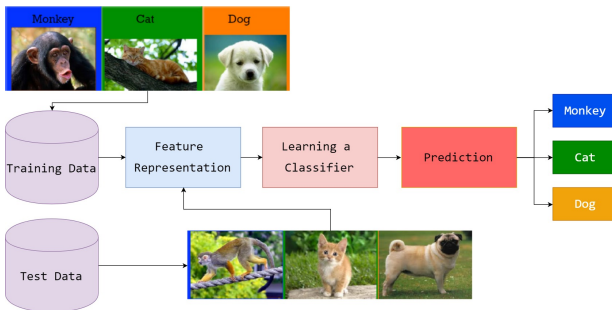 Monkey
Cat
Dog
Training Data
Feature
Representation
Learning a
Classifier
Prediction
Monkey
Cat
Dog
Test Data